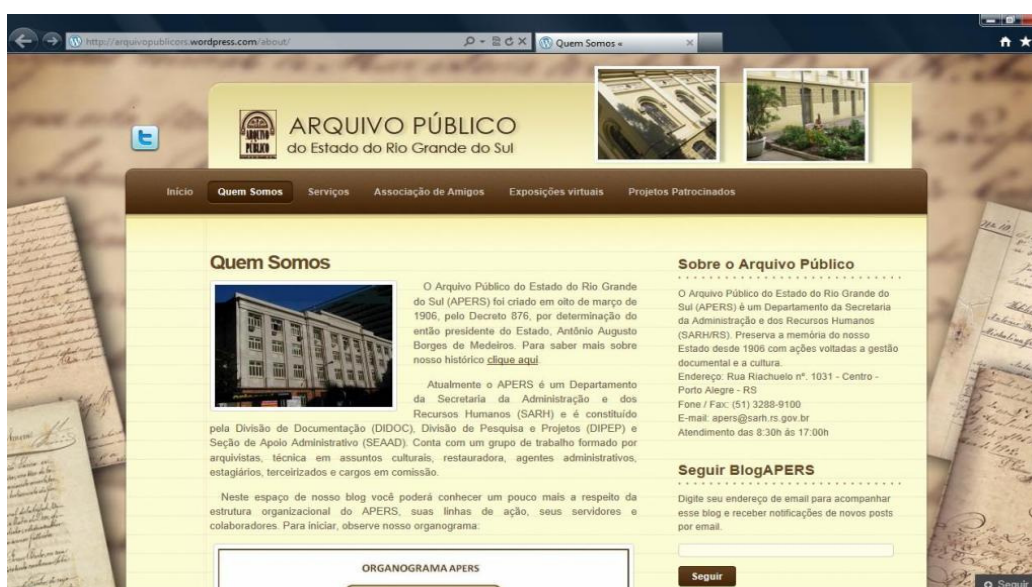 http://arquivopublicors.wordpress.com/about/
Quem Somos «
ARQUIVO PÚBLICO
ARQUIVO PÚBLICO
do Estado do Rio Grande do Sul
Início Quem Somos Serviços Associação de Amigos Exposições virtuais Projetos Patrocinados
Quem Somos
O Arquivo Público do Estado do Rio Grande
do Sul (APERS) foi criado em oito de março de
1906, pelo Decreto 876, por determinação do
então presidente do Estado, Antônio Augusto
Borges de Medeiros. Para saber mais sobre
nosso histórico clique aqui.
Atualmente o APERS é um Departamento
da Secretaria da Administração e dos
Recursos Humanos (SARH) e é constituído
pela Divisão de Documentação (DIDOC), Divisão de Pesquisa e Projetos (DIPEP) e
Seção de Apoio Administrativo (SEAAD). Conta com um grupo de trabalho formado por
arquivistas, técnica em assuntos culturais, restauradora, agentes administrativos,
estagiários, terceirizados e cargos em comissão.
Neste espaço de nosso blog você poderá conhecer um pouco mais a respeito da
estrutura organizacional do APERS, suas linhas de ação, seus servidores e
colaboradores. Para iniciar, observe nosso organograma:
ORGANOGRAMA APERS
Sobre o Arquivo Público
O Arquivo Público do Estado do Rio Grande do
Sul (APERS) é um Departamento da Secretaria
da Administração e dos Recursos Humanos
(SARH/RS). Preserva a memória do nosso
Estado desde 1906 com ações voltadas a gestão
documental e a cultura.
Endereço: Rua Riachuelo nº. 1031 - Centro -
Porto Alegre - RS
Fone / Fax: (51) 3288-9100
E-mail: apers@sarh.rs.gov.br
Atendimento das 8:30h ás 17:00h
Seguir BlogAPERS
Digite seu endereço de email para acompanhar
esse blog e receber notificações de novos posts
por email.
Seguir
Seguir